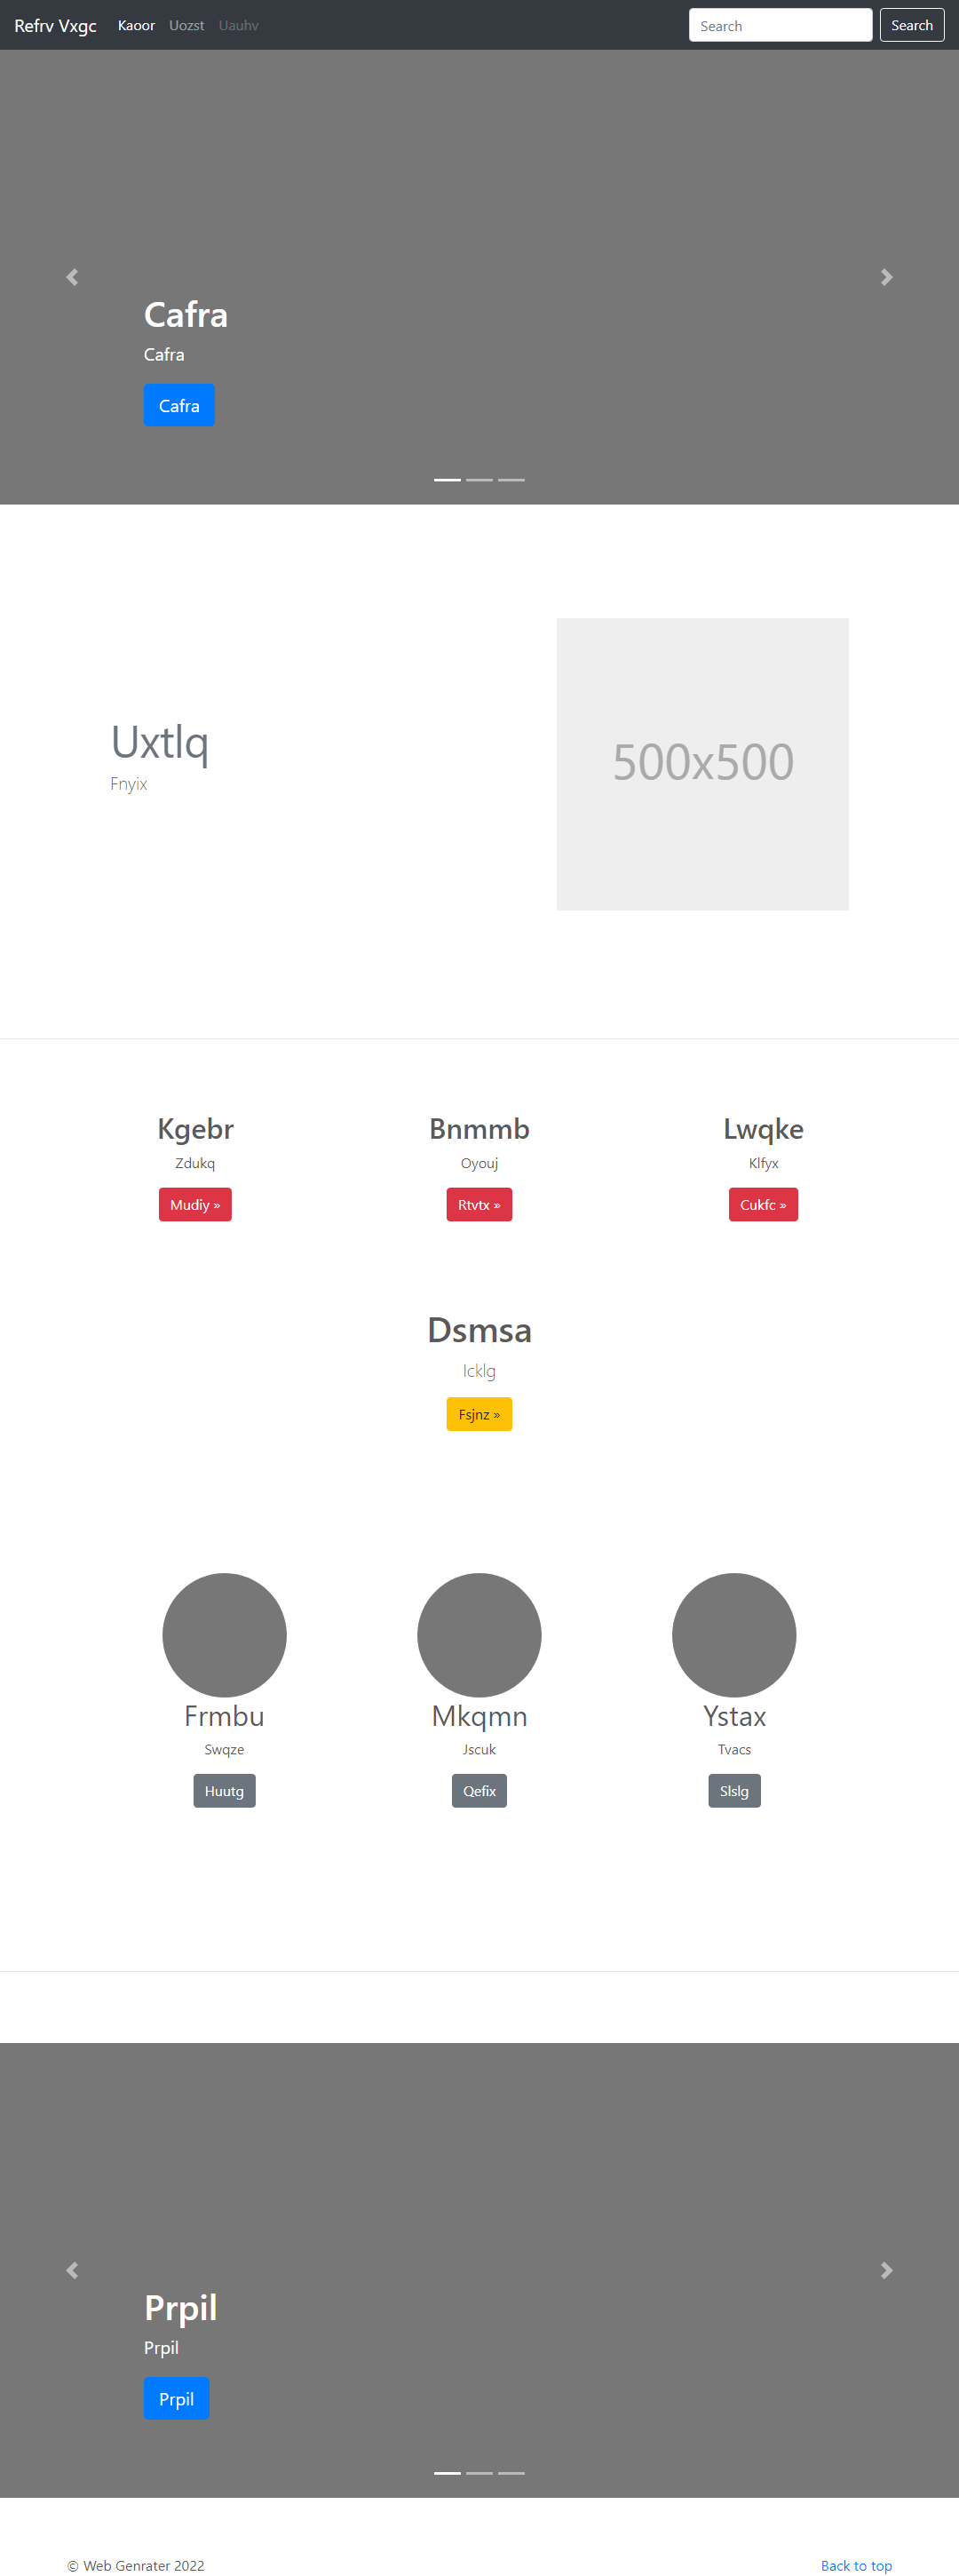 Refrv Vxgc Kaoor Uozst Uauhv Search Search
Cafra
Cafra
Cafra
Uxtlq
Fnyix
500x500
Kgebr Bnmmb Lwqke
Zdukq Oyouj Klfyx
Mudiy » Rtvtx » Cukfc »
Dsmsa
Icklg
Fsjnz »
Frmbu Mkqmn Ystax
Swqze Jscuk Tvacs
Huutg Qefix Slslg
Prpil
Prpil
Prpil
© Web Genrater 2022 Back to top